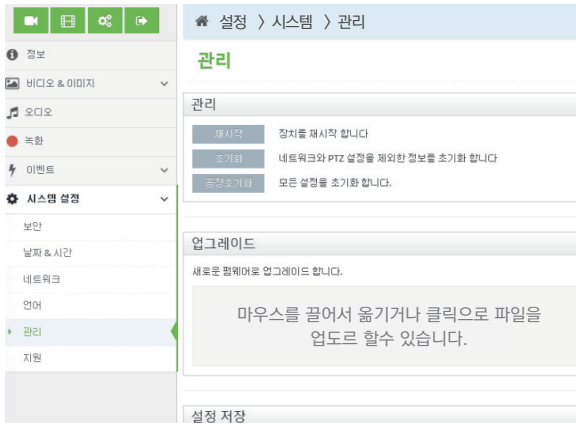 설정 〉시스템 〉관리
정보
비디오 & 이미지
오디오
녹화
이벤트
시스템 설정
보안
날짜 & 시간
네트워크
언어
관리
지원
관리
관리
재시작 장치를 재시작 합니다
초기화 네트워크와 PTZ 설정을 제외한 정보를 초기화 합니다
공장초기화 모든 설정을 초기화 합니다.
업그레이드
새로운 펌웨어로 업그레이드 합니다.
마우스를 끌어서 옮기거나 클릭으로 파일을
업도르 할수 있습니다.
설정 저장